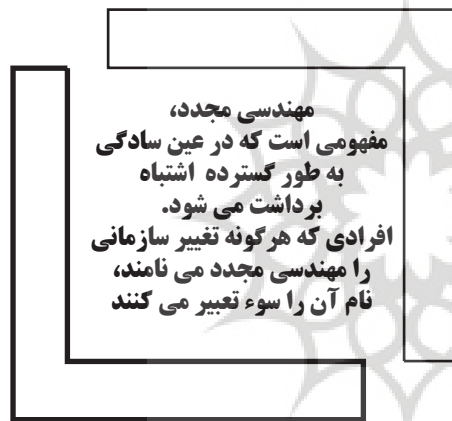 مهندسی مجدد،
مفهومی است که در عین سادگی
به طور گسترده اشتباه
برداشت می شود.
افرادی که هرگونه تغییر سازمانی
را مهندسی مجدد می نامند،
نام آن را سوء تعبیر می کنند